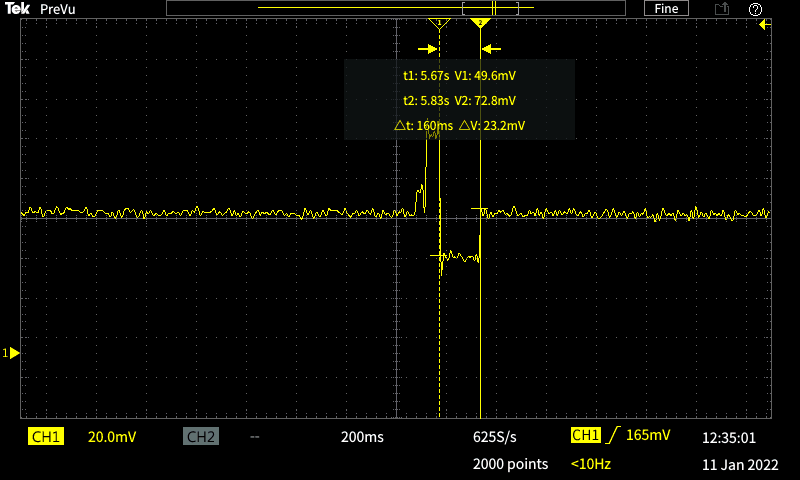 Tek PreVu Fine ?
1 2
t1: 5.67s V1: 49.6mV
t2: 5.83s V2: 72.8mV
△t: 160ms △V: 23.2mV
1
CH1 20.0mV CH2 -- 200ms 625S/s CH1 165mV 12:35:01
2000 points <10Hz 11 Jan 2022